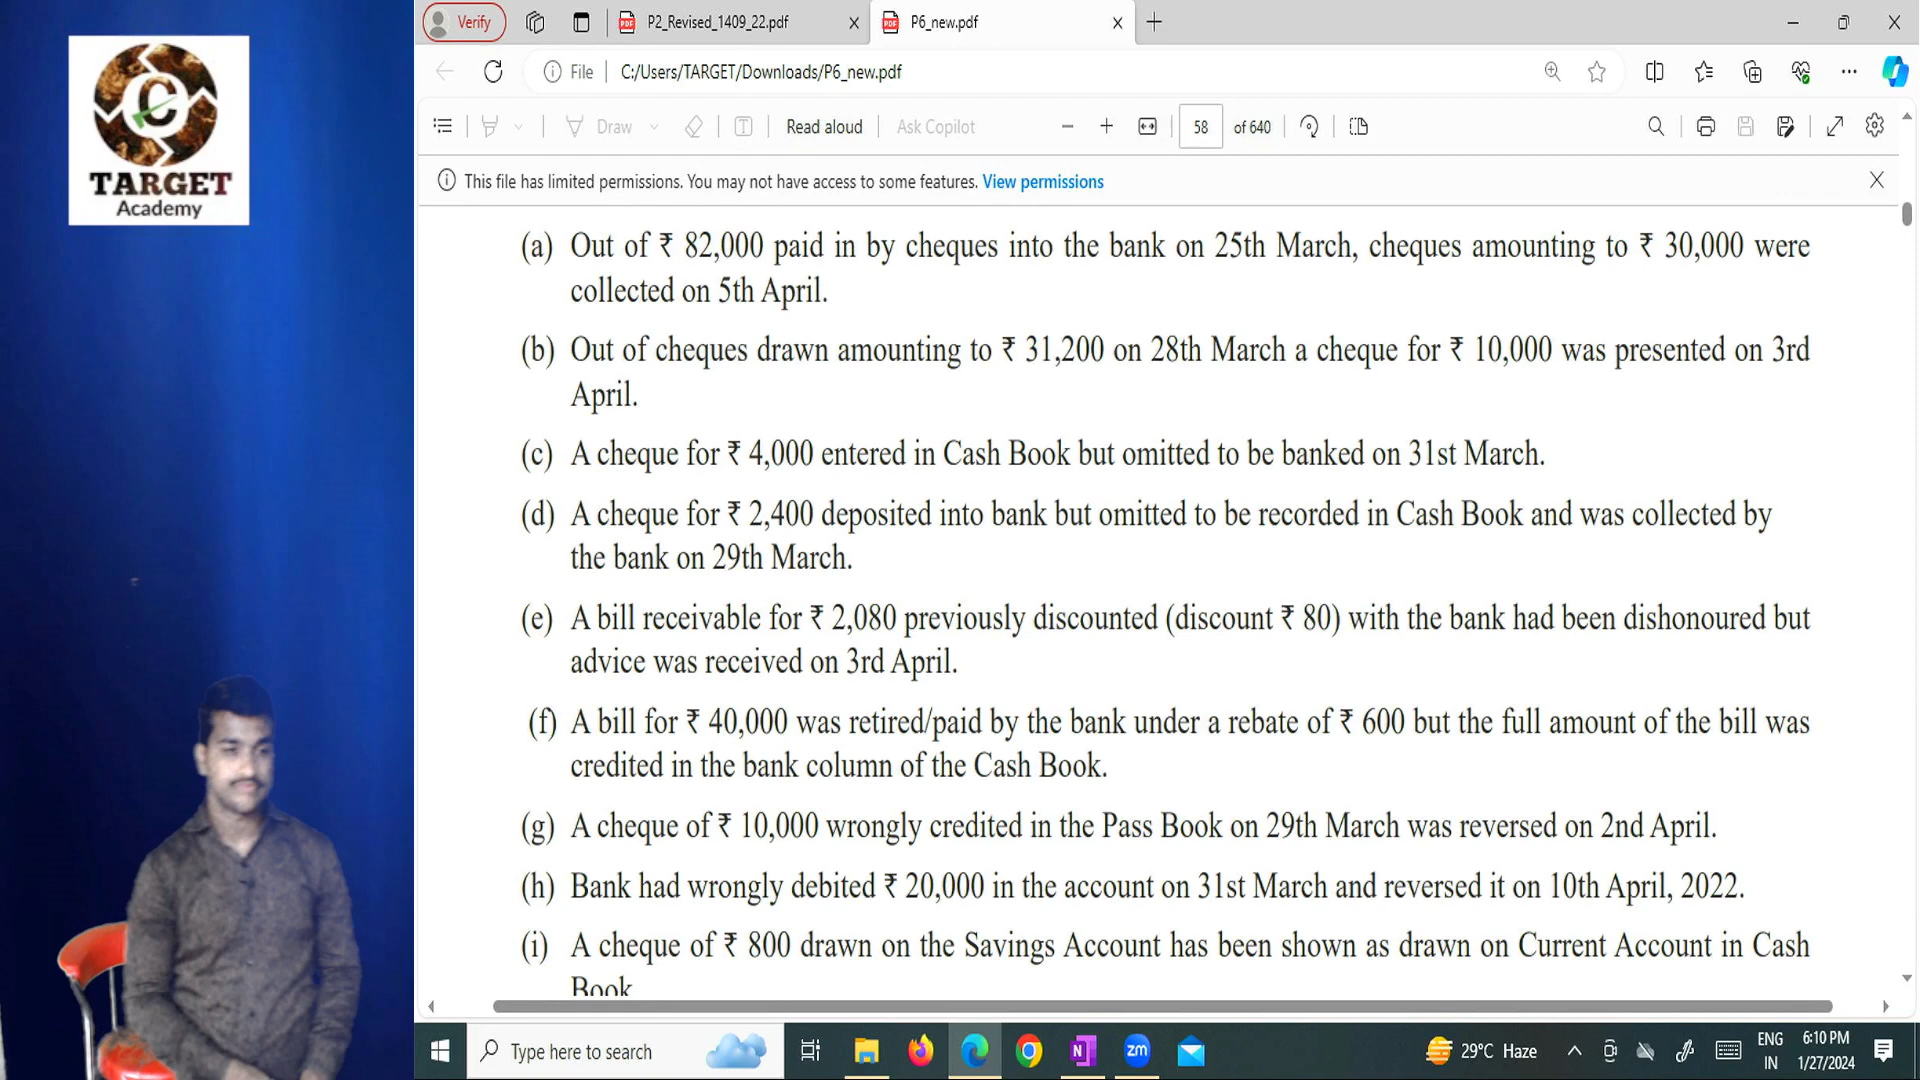 Verify
P2_Revised_1409_22.pdf
P6_new.pdf
File
C:/Users/TARGET/Downloads/P6_new.pdf
Draw
Read aloud
Ask Copilot
58 of 640
This file has limited permissions. You may not have access to some features. View permissions
C
TARGET
Academy
(a) Out of ₹ 82,000 paid in by cheques into the bank on 25th March, cheques amounting to ₹ 30,000 were
collected on 5th April.
(b) Out of cheques drawn amounting to ₹ 31,200 on 28th March a cheque for ₹ 10,000 was presented on 3rd
April.
(c) A cheque for ₹ 4,000 entered in Cash Book but omitted to be banked on 31st March.
(d) A cheque for ₹ 2,400 deposited into bank but omitted to be recorded in Cash Book and was collected by
the bank on 29th March.
(e) A bill receivable for ₹ 2,080 previously discounted (discount ₹ 80) with the bank had been dishonoured but
advice was received on 3rd April.
(f) A bill for ₹ 40,000 was retired/paid by the bank under a rebate of ₹ 600 but the full amount of the bill was
credited in the bank column of the Cash Book.
(g) A cheque of ₹ 10,000 wrongly credited in the Pass Book on 29th March was reversed on 2nd April.
(h) Bank had wrongly debited ₹ 20,000 in the account on 31st March and reversed it on 10th April, 2022.
(i) A cheque of ₹ 800 drawn on the Savings Account has been shown as drawn on Current Account in Cash
Book
Type here to search
N
zm
29°C Haze
ENG
IN
6:10 PM
1/27/2024